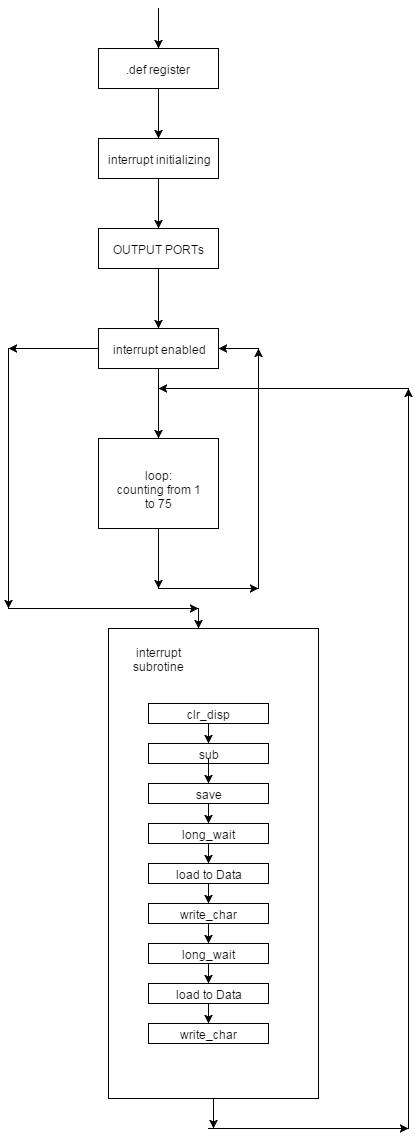 .def register
interrupt initializing
OUTPUT PORTs
interrupt enabled
loop:
counting from 1
to 75
interrupt
subrotine
clr_disp
sub
save
long_wait
load to Data
write_char
long_wait
load to Data
write_char